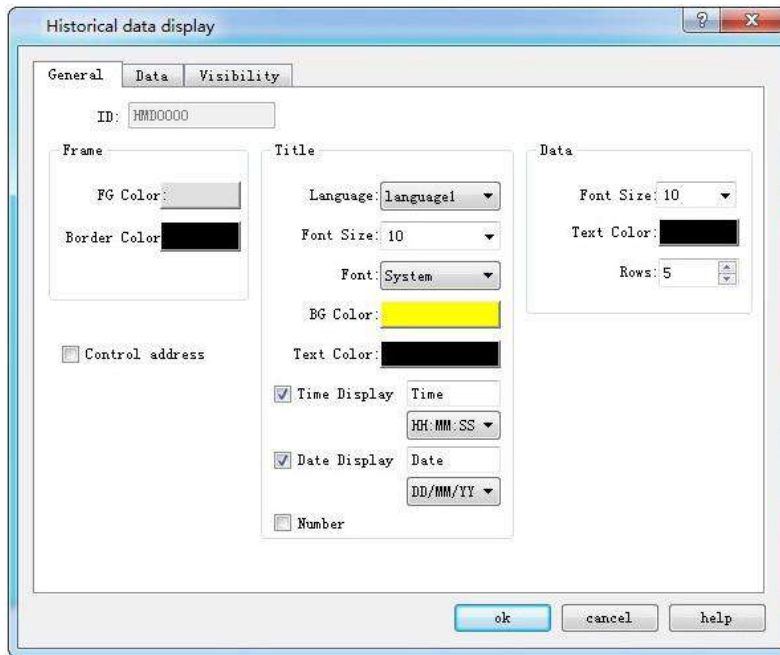 Historical data display
?
General Data Visibility
ID: HMD0000
Frame
FG Color:
Border Color
Control address
Title
Language: language1
Font Size: 10
Font: System
BG Color:
Text Color:
Time Display Time
HH:MM:SS
Date Display Date
DD/MM/YY
Number
Data
Font Size: 10
Text Color:
Rows: 5
ok cancel help